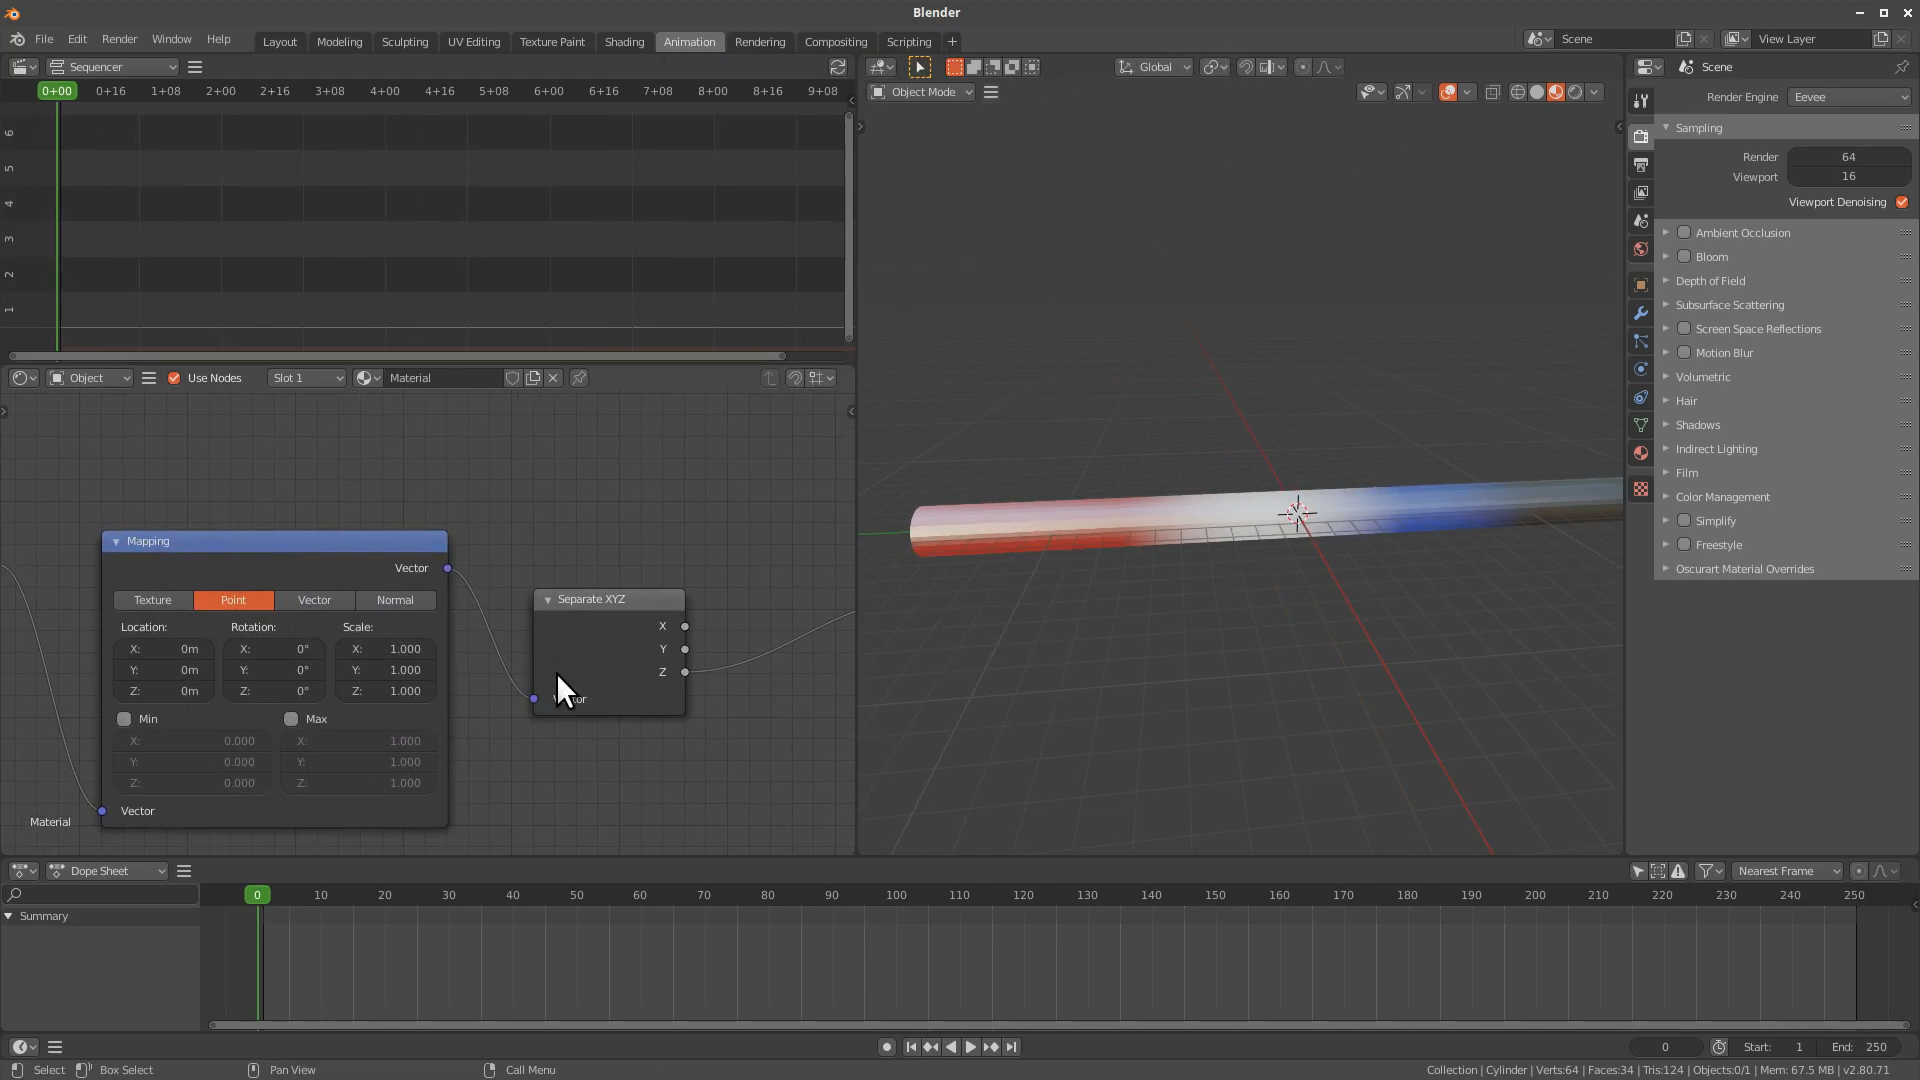 Blender
File Edit Render Window Help
Layout Modeling Sculpting UV Editing Texture Paint Shading Animation Rendering Compositing Scripting +
Scene
View Layer
Sequencer
0+00 0+16 1+08 2+00 2+16 3+08 4+00 4+16 5+08 6+00 6+16 7+08 8+00 8+16 9+08
6
5
4
3
2
1
Object Use Nodes Slot 1 Material
Mapping
Vector
Texture Point Vector Normal
Location: Rotation: Scale:
X: 0m X: 0° X: 1.000
Y: 0m Y: 0° Y: 1.000
Z: 0m Z: 0° Z: 1.000
Min Max
X: 0.000 X: 1.000
Y: 0.000 Y: 1.000
Z: 0.000 Z: 1.000
Vector
Material
Separate XYZ
X
Y
Z
Global
Object Mode
Scene
Render Engine Eevee
Sampling
Render 64
Viewport 16
Viewport Denoising
Ambient Occlusion
Bloom
Depth of Field
Subsurface Scattering
Screen Space Reflections
Motion Blur
Volumetric
Hair
Shadows
Indirect Lighting
Film
Color Management
Simplify
Freestyle
Oscurart Material Overrides
Dope Sheet
Nearest Frame
0 10 20 30 40 50 60 70 80 90 100 110 120 130 140 150 160 170 180 190 200 210 220 230 240 250
Summary
0 Start: 1 End: 250
Select Box Select Pan View Call Menu
Collection | Cylinder | Verts:64 | Faces:34 | Tris:124 | Objects:0/1 | Mem: 67.5 MB | v2.80.71